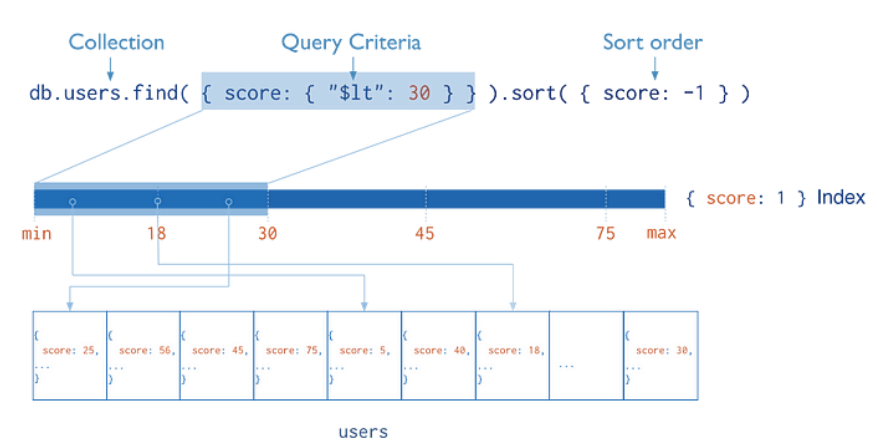 Collection Query Criteria Sort order
db.users.find( { score: { "$lt": 30 } } ).sort( { score: -1 } )
{ score: 1 } Index
min 18 30 45 75 max
{ { { { { { { {
score: 25, score: 56, score: 45, score: 75, score: 5, score: 40, score: 18, score: 30,
... ... ... ... ... ... ... ... ...
} } } } } } } }
users